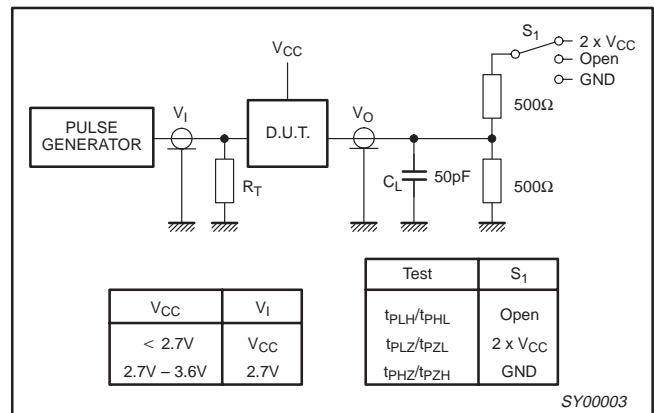 S1
2 x VCC
Open
GND
VCC
500Ω
PULSE GENERATOR
VI
D.U.T.
VO
RT
CL
50pF
500Ω
VCC VI
< 2.7V VCC
2.7V – 3.6V 2.7V
Test S1
tPLH/tPHL Open
tPLZ/tPZL 2 x VCC
tPHZ/tPZH GND
SY00003